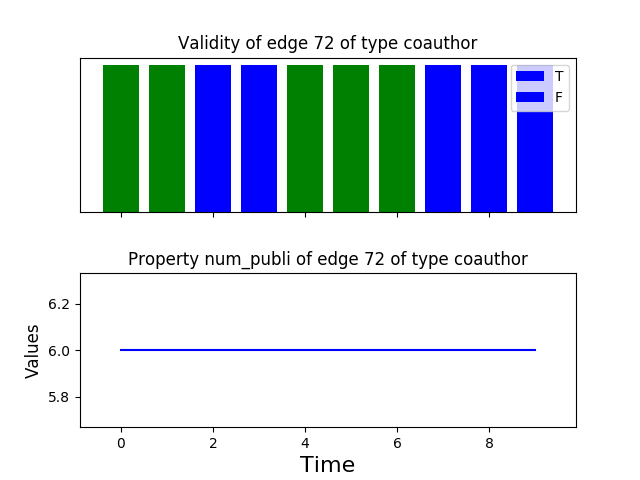 Validity of edge 72 of type coauthor
T
F
Property num_publi of edge 72 of type coauthor
Values
6.2
6.0
5.8
0 2 4 6 8
Time